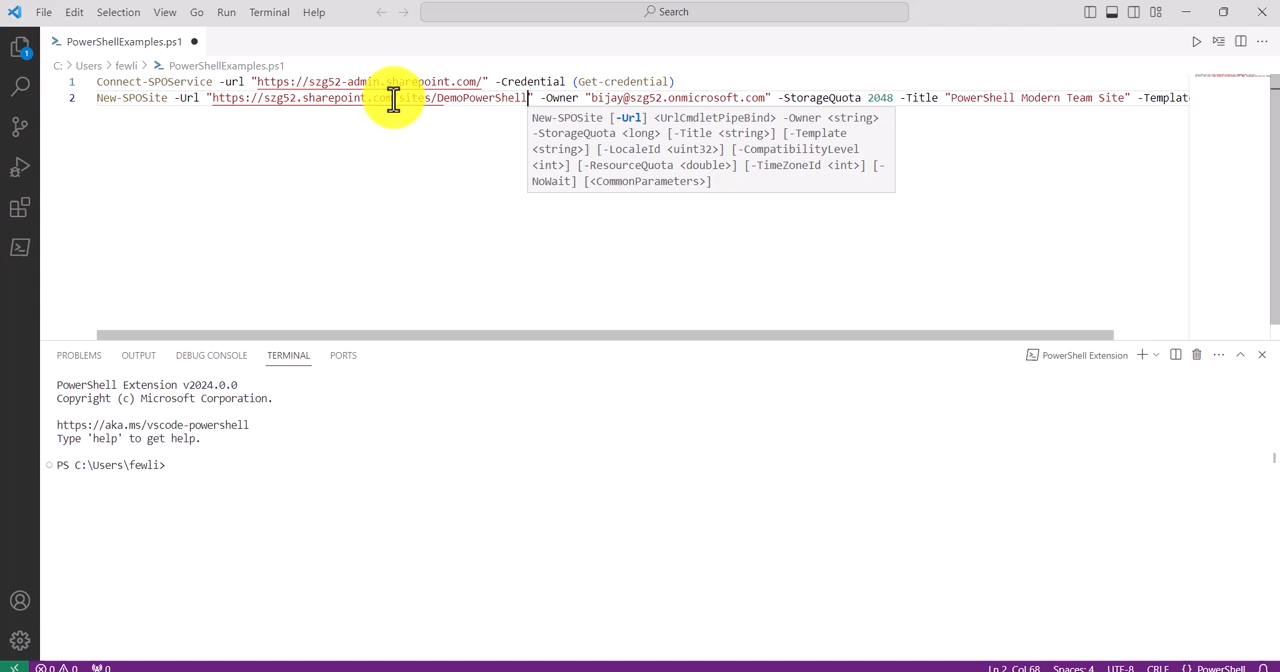 File Edit Selection View Go Run Terminal Help
Search
PowerShellExamples.ps1
C: > Users > fewli > PowerShellExamples.ps1
1 Connect-SPOService -url "https://szg52-admin.sharepoint.com/" -Credential (Get-credential)
2 New-SPOSite -Url "https://szg52.sharepoint.com/sites/DemoPowerShell" -Owner "bijay@szg52.onmicrosoft.com" -StorageQuota 2048 -Title "PowerShell Modern Team Site" -Template
New-SPOSite [-Url] <UrlCmdletPipeBind> -Owner <string>
-StorageQuota <long> [-Title <string>] [-Template
<string>] [-LocaleId <uint32>] [-CompatibilityLevel
<int>] [-ResourceQuota <double>] [-TimeZoneId <int>] [-
NoWait] [<CommonParameters>]
1
PROBLEMS OUTPUT DEBUG CONSOLE TERMINAL PORTS
PowerShell Extension
PowerShell Extension v2024.0.0
Copyright (c) Microsoft Corporation.
https://aka.ms/vscode-powershell
Type 'help' to get help.
PS C:\Users\fewli>
0 0 0 Ln 2, Col 68 Spaces: 4 UTF-8 CRLF {} PowerShell